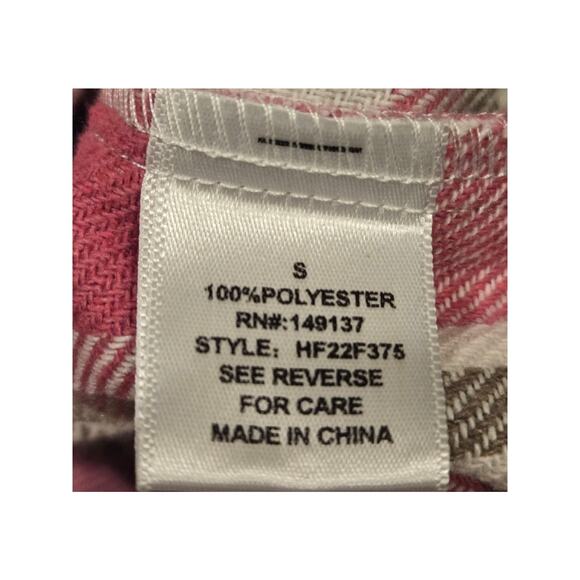 S
100%POLYESTER
RN#:149137
STYLE: HF22F375
SEE REVERSE
FOR CARE
MADE IN CHINA